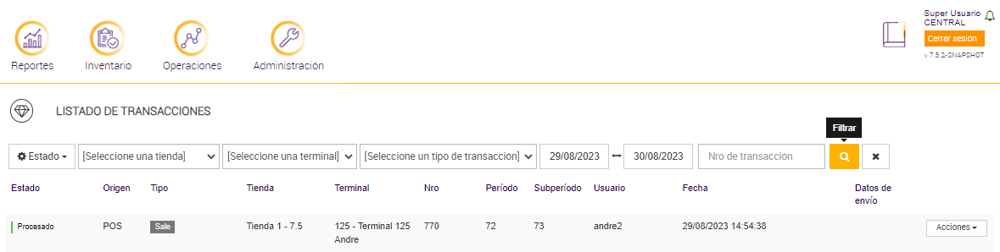 Super Usuario
CENTRAL
Cerrar sesión
v 7.5.2-SNAPSHOT
Reportes Inventario Operaciones Administración
LISTADO DE TRANSACCIONES
Filtrar
Estado [Seleccione una tienda] [Seleccione una terminal] [Seleccione un tipo de transacción] 29/08/2023 30/08/2023 Nro de transacción
Estado Origen Tipo Tienda Terminal Nro Período Subperíodo Usuario Fecha Datos de
envío
Procesado POS Sale Tienda 1 - 7.5 125 - Terminal 125 770 72 73 andre2 29/08/2023 14:54:38 Acciones
Andre